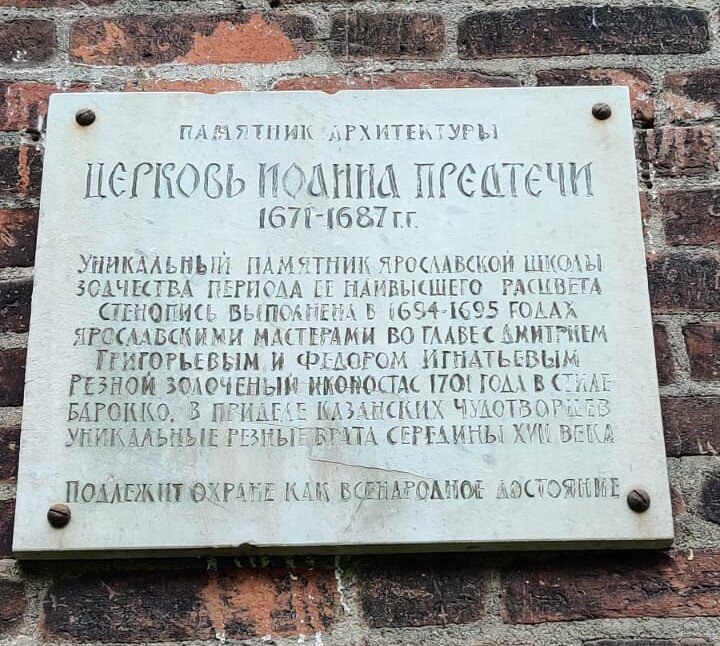 ПАМЯТНИК АРХИТЕКТУРЫ
ЦЕРКОВЬ ИОАННА ПРЕДТЕЧИ
1671-1687 г.г.
УНИКАЛЬНЫЙ ПАМЯТНИК ЯРОСЛАВСКОЙ ШКОЛЫ
ЗОДЧЕСТВА ПЕРИОДА ЕЕ НАИВЫСШЕГО РАСЦВЕТА
СТЕНОПИСЬ ВЫПОЛНЕНА В 1694-1695 ГОДАХ
ЯРОСЛАВСКИМИ МАСТЕРАМИ ВО ГЛАВЕ С ДМИТРИЕМ
ГРИГОРЬЕВЫМ И ФЕДОРОМ ИГНАТЬЕВЫМ
РЕЗНОЙ ЗОЛОЧЕНЫЙ ИКОНОСТАС 1701 ГОДА В СТИЛЕ
БАРОККО. В ПРИДЕЛЕ КАЗАНСКИХ ЧУДОТВОРЦЕВ
УНИКАЛЬНЫЕ РЕЗНЫЕ ВРАТА СЕРЕДИНЫ XVII ВЕКА
ПОДЛЕЖИТ ОХРАНЕ КАК ВСЕНАРОДНОЕ ДОСТОЯНИЕ